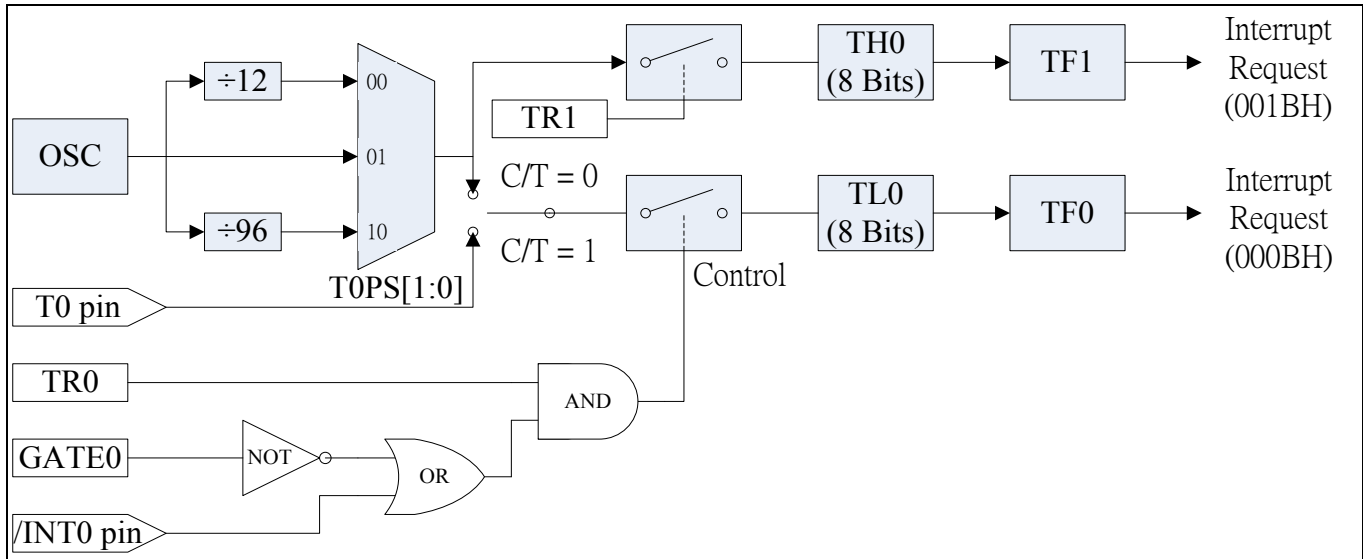 ÷12
00
OSC
01
÷96
10
T0PS[1:0]
T0 pin
TR0
GATE0
/INT0 pin
NOT
OR
AND
C/T = 0
C/T = 1
TR1
Control
TH0
(8 Bits)
TF1
Interrupt
Request
(001BH)
TL0
(8 Bits)
TF0
Interrupt
Request
(000BH)